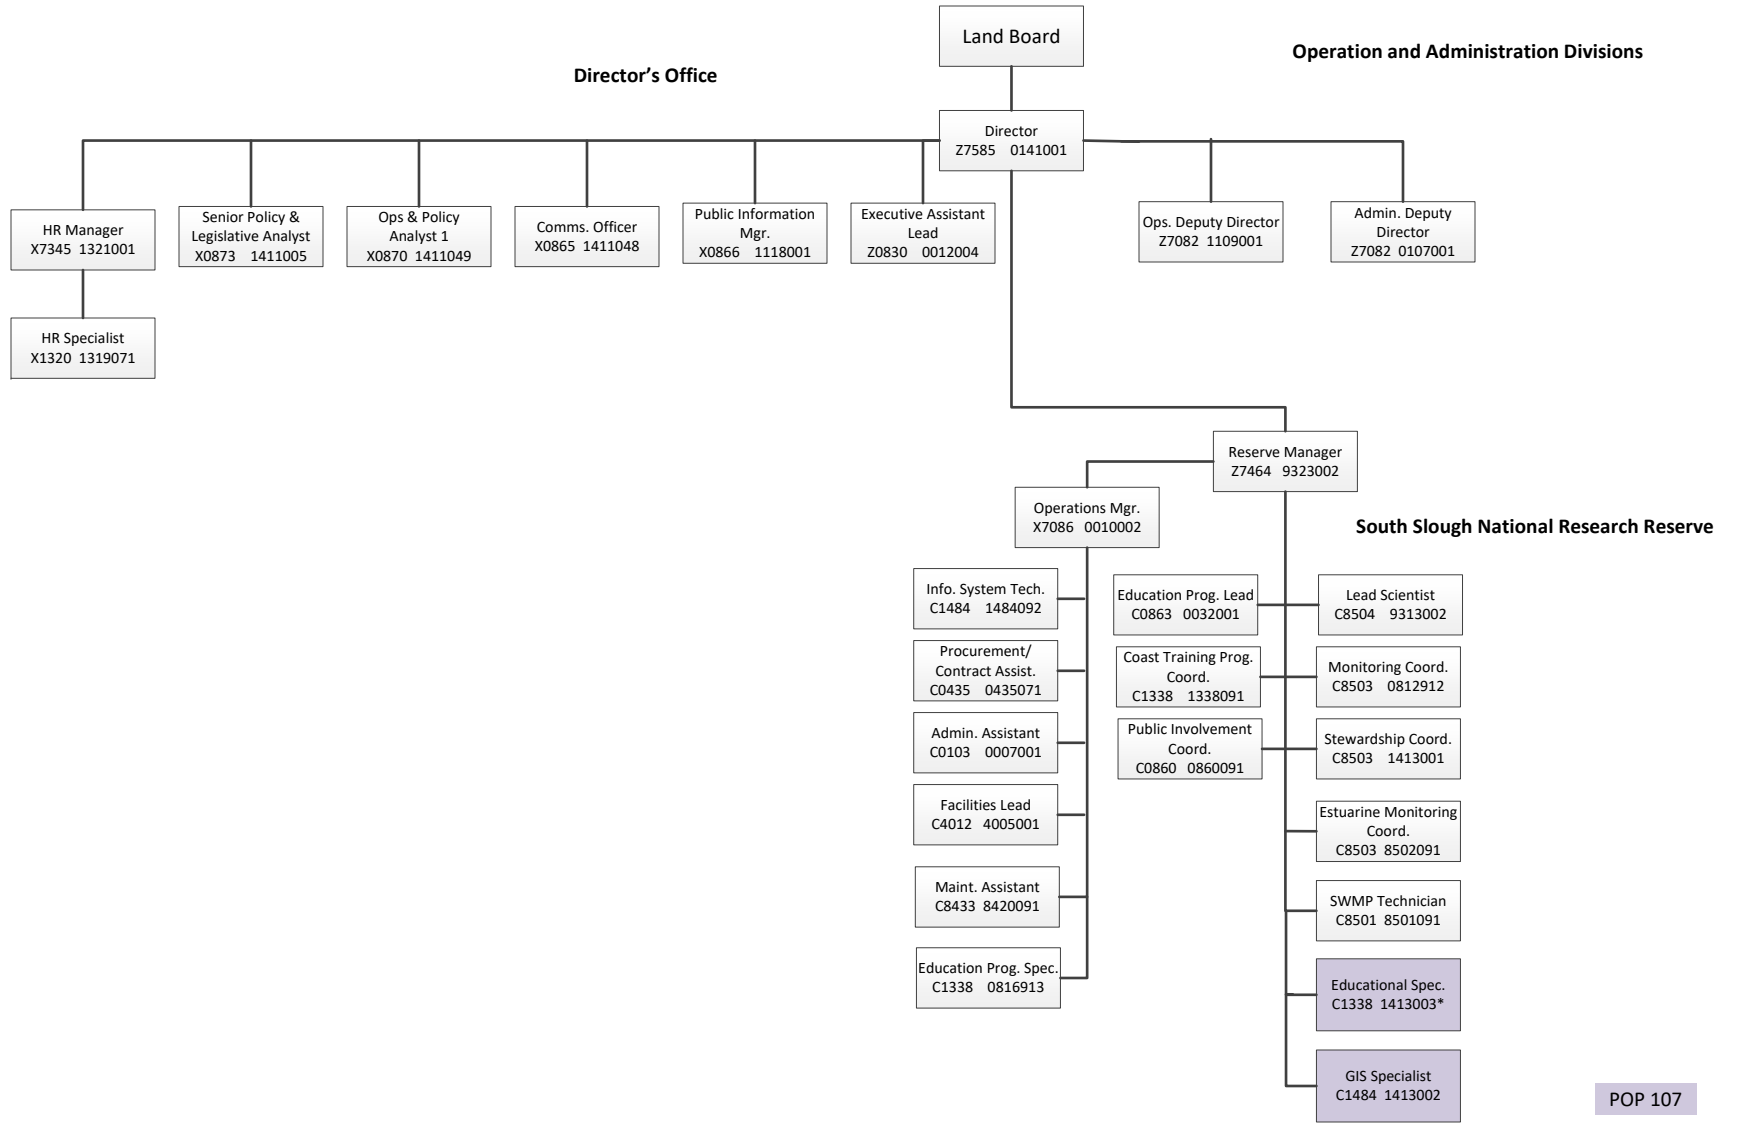 Land Board
Operation and Administration Divisions
Director's Office
Director
Z7585 0141001
HR Manager
X7345 1321001
Senior Policy &
Legislative Analyst
X0873 1411005
Ops & Policy
Analyst 1
X0870 1411049
Comms. Officer
X0865 1411048
Public Information
Mgr.
X0866 1118001
Executive Assistant
Lead
Z0830 0012004
Ops. Deputy Director
Z7082 1109001
Admin. Deputy
Director
Z7082 0107001
HR Specialist
X1320 1319071
Reserve Manager
Z7464 9323002
Operations Mgr.
X7086 0010002
South Slough National Research Reserve
Info. System Tech.
C1484 1484092
Procurement/
Contract Assist.
C0435 0435071
Admin. Assistant
C0103 0007001
Facilities Lead
C4012 4005001
Maint. Assistant
C8433 8420091
Education Prog. Spec.
C1338 0816913
Education Prog. Lead
C0863 0032001
Coast Training Prog.
Coord.
C1338 1338091
Public Involvement
Coord.
C0860 0860091
Lead Scientist
C8504 9313002
Monitoring Coord.
C8503 0812912
Stewardship Coord.
C8503 1413001
Estuarine Monitoring
Coord.
C8503 8502091
SWMP Technician
C8501 8501091
Educational Spec.
C1338 1413003*
GIS Specialist
C1484 1413002
POP 107